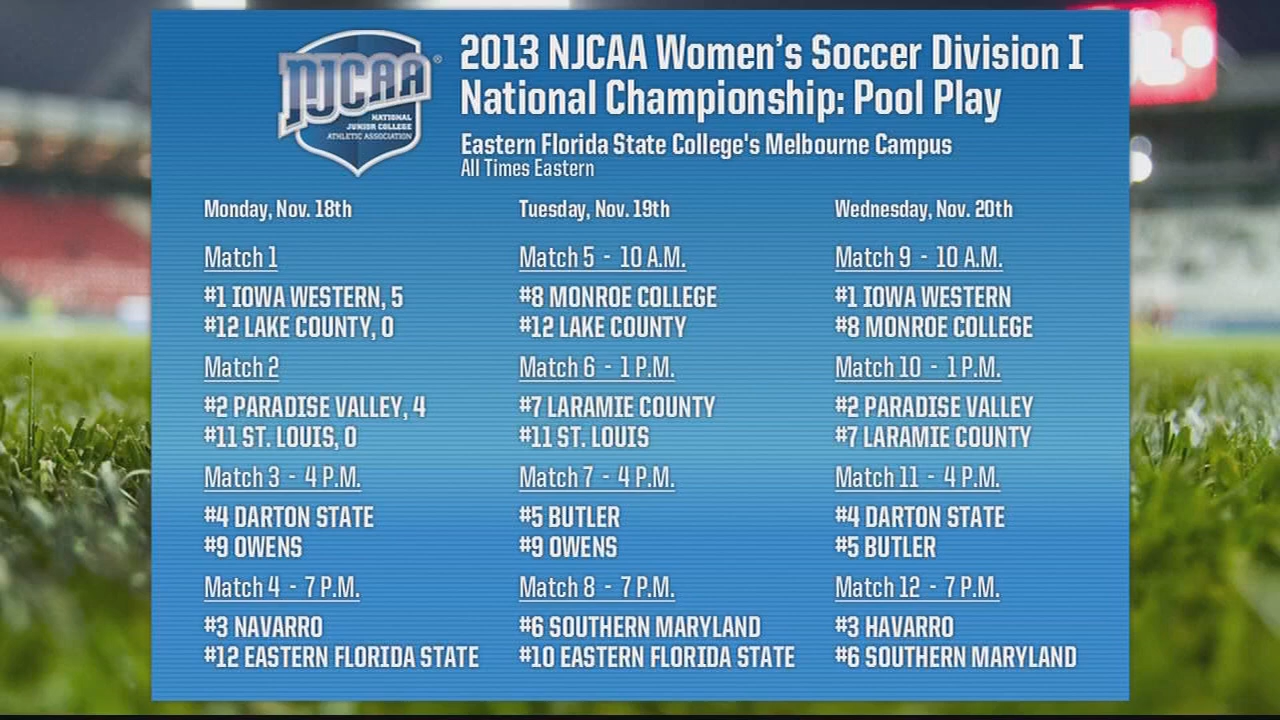 NJCAA®
NATIONAL
JUNIOR COLLEGE
ATHLETIC ASSOCIATION
2013 NJCAA Women's Soccer Division I
National Championship: Pool Play
Eastern Florida State College's Melbourne Campus
All Times Eastern
Monday, Nov. 18th
Match 1
#1 IOWA WESTERN, 5
#12 LAKE COUNTY, 0
Match 2
#2 PARADISE VALLEY, 4
#11 ST. LOUIS, 0
Match 3 - 4 P.M.
#4 DARTON STATE
#9 OWENS
Match 4 - 7 P.M.
#3 NAVARRO
#12 EASTERN FLORIDA STATE
Tuesday, Nov. 19th
Match 5 - 10 A.M.
#8 MONROE COLLEGE
#12 LAKE COUNTY
Match 6 - 1 P.M.
#7 LARAMIE COUNTY
#11 ST. LOUIS
Match 7 - 4 P.M.
#5 BUTLER
#9 OWENS
Match 8 - 7 P.M.
#6 SOUTHERN MARYLAND
#10 EASTERN FLORIDA STATE
Wednesday, Nov. 20th
Match 9 - 10 A.M.
#1 IOWA WESTERN
#8 MONROE COLLEGE
Match 10 - 1 P.M.
#2 PARADISE VALLEY
#7 LARAMIE COUNTY
Match 11 - 4 P.M.
#4 DARTON STATE
#5 BUTLER
Match 12 - 7 P.M.
#3 HAVARRO
#6 SOUTHERN MARYLAND